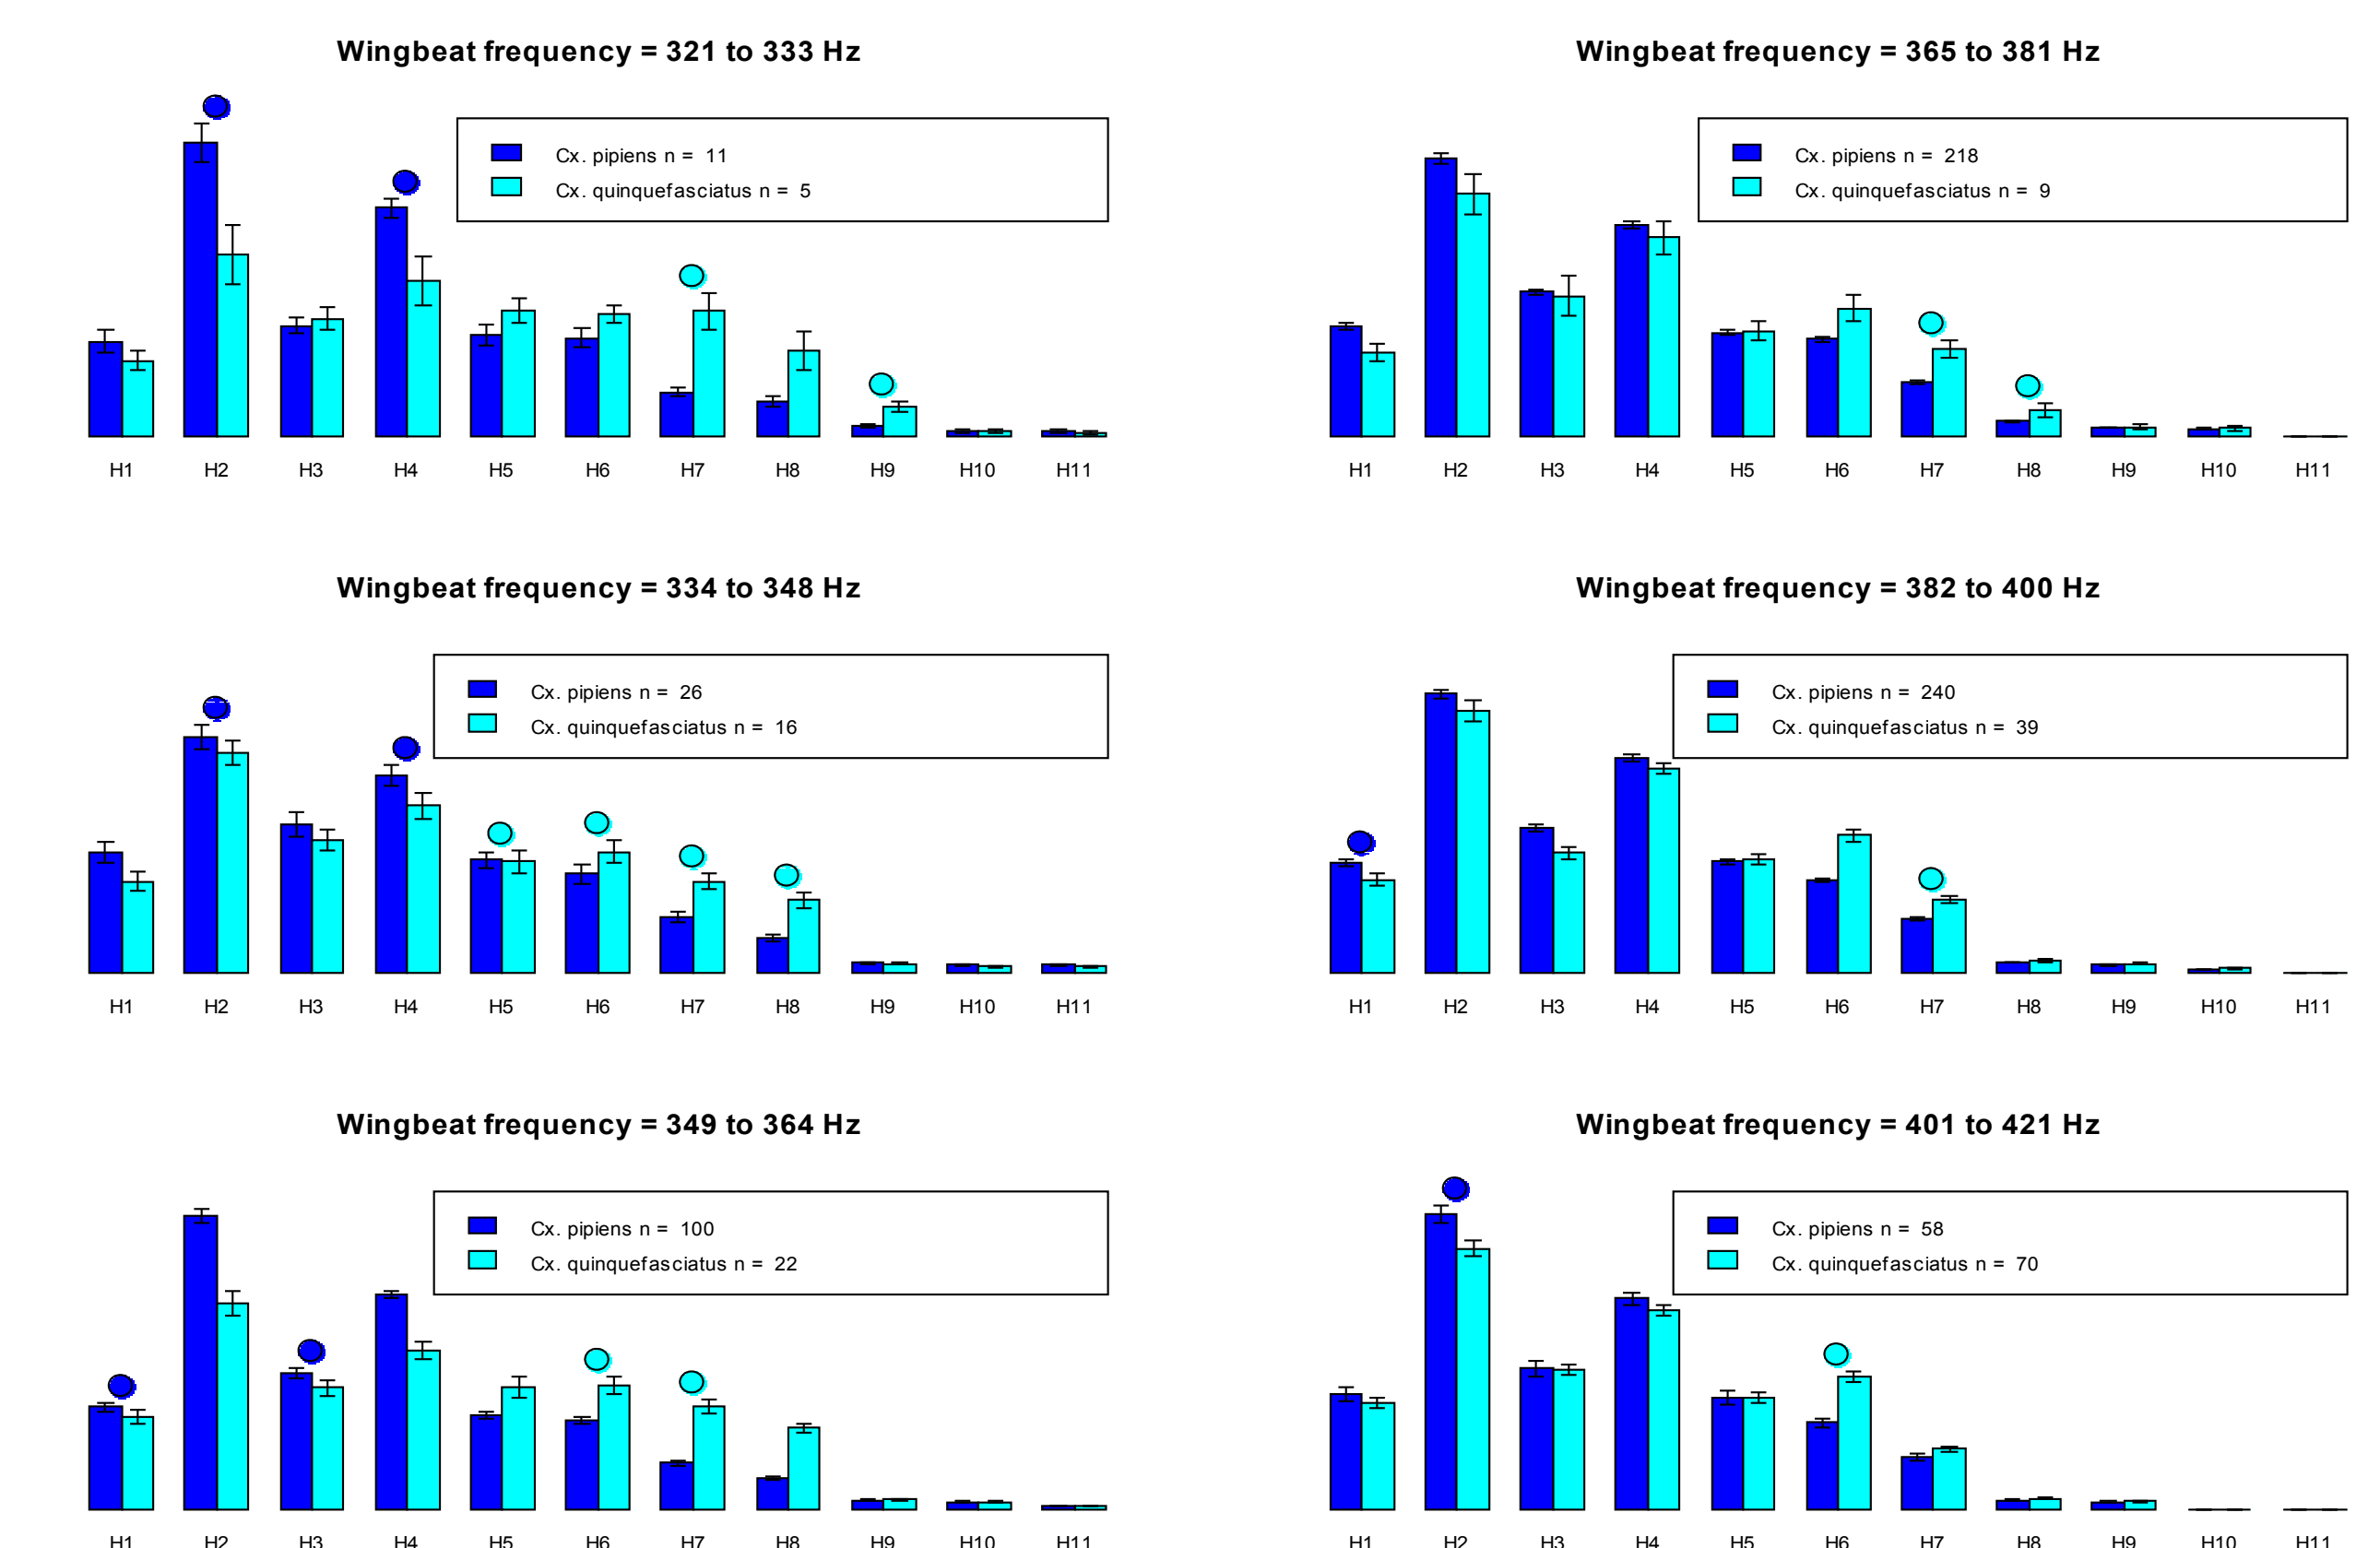 Wingbeat frequency = 321 to 333 Hz
Cx. pipiens n = 11
Cx. quinquefasciatus n = 5
H1 H2 H3 H4 H5 H6 H7 H8 H9 H10 H11
Wingbeat frequency = 365 to 381 Hz
Cx. pipiens n = 218
Cx. quinquefasciatus n = 9
H1 H2 H3 H4 H5 H6 H7 H8 H9 H10 H11
Wingbeat frequency = 334 to 348 Hz
Cx. pipiens n = 26
Cx. quinquefasciatus n = 16
H1 H2 H3 H4 H5 H6 H7 H8 H9 H10 H11
Wingbeat frequency = 382 to 400 Hz
Cx. pipiens n = 240
Cx. quinquefasciatus n = 39
H1 H2 H3 H4 H5 H6 H7 H8 H9 H10 H11
Wingbeat frequency = 349 to 364 Hz
Cx. pipiens n = 100
Cx. quinquefasciatus n = 22
H1 H2 H3 H4 H5 H6 H7 H8 H9 H10 H11
Wingbeat frequency = 401 to 421 Hz
Cx. pipiens n = 58
Cx. quinquefasciatus n = 70
H1 H2 H3 H4 H5 H6 H7 H8 H9 H10 H11